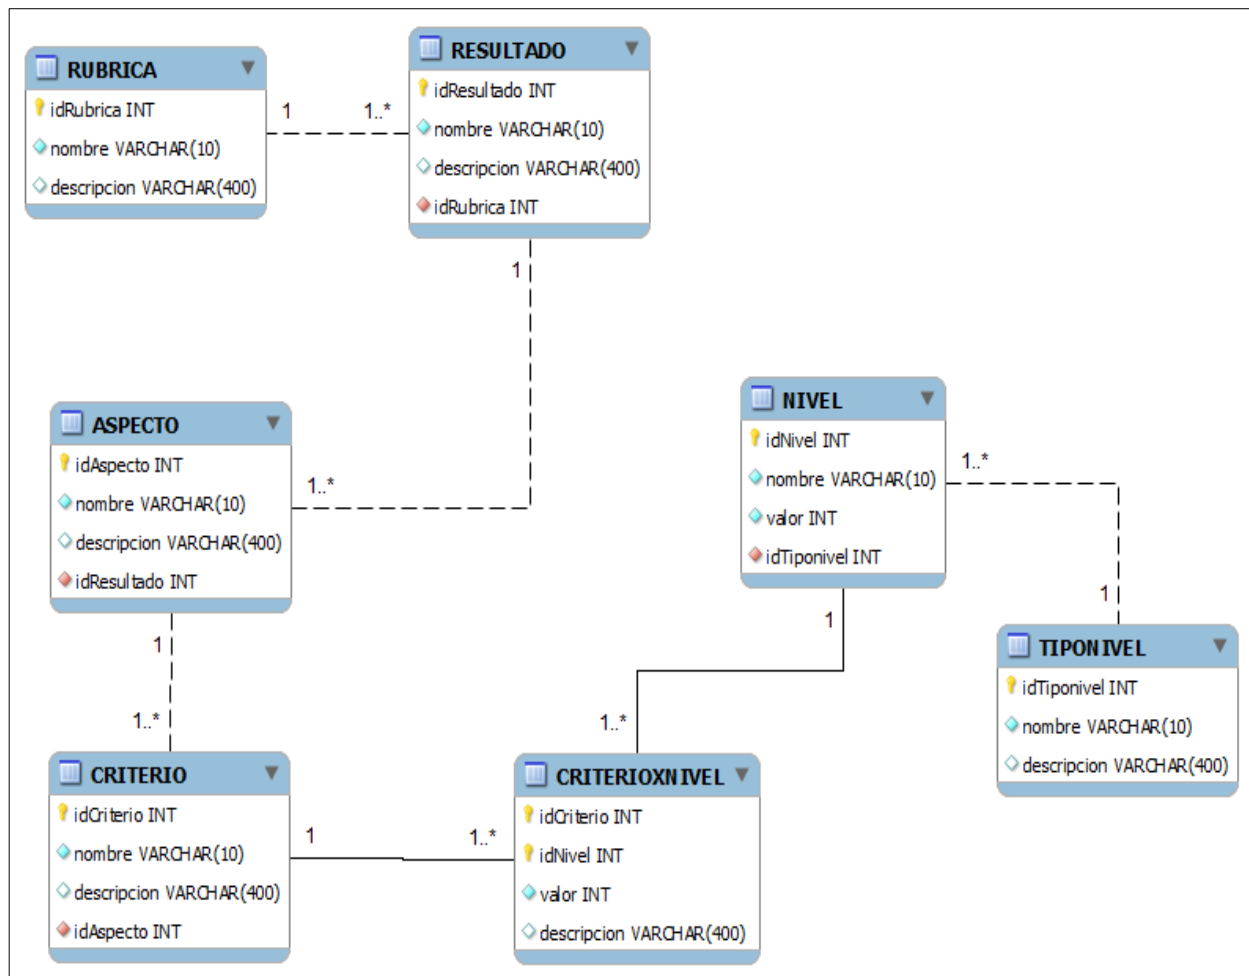 RUBRICA
idRubrica INT
nombre VARCHAR(10)
descripcion VARCHAR(400)
1
1..*
RESULTADO
idResultado INT
nombre VARCHAR(10)
descripcion VARCHAR(400)
idRubrica INT
1
1..*
ASPECTO
idAspecto INT
nombre VARCHAR(10)
descripcion VARCHAR(400)
idResultado INT
1
1..*
NIVEL
idNivel INT
nombre VARCHAR(10)
valor INT
idTiponivel INT
1..*
1
1
1..*
TIPONIVEL
idTiponivel INT
nombre VARCHAR(10)
descripcion VARCHAR(400)
CRITERIO
idCriterio INT
nombre VARCHAR(10)
descripcion VARCHAR(400)
idAspecto INT
1
1..*
CRITERIOXNIVEL
idCriterio INT
idNivel INT
valor INT
descripcion VARCHAR(400)